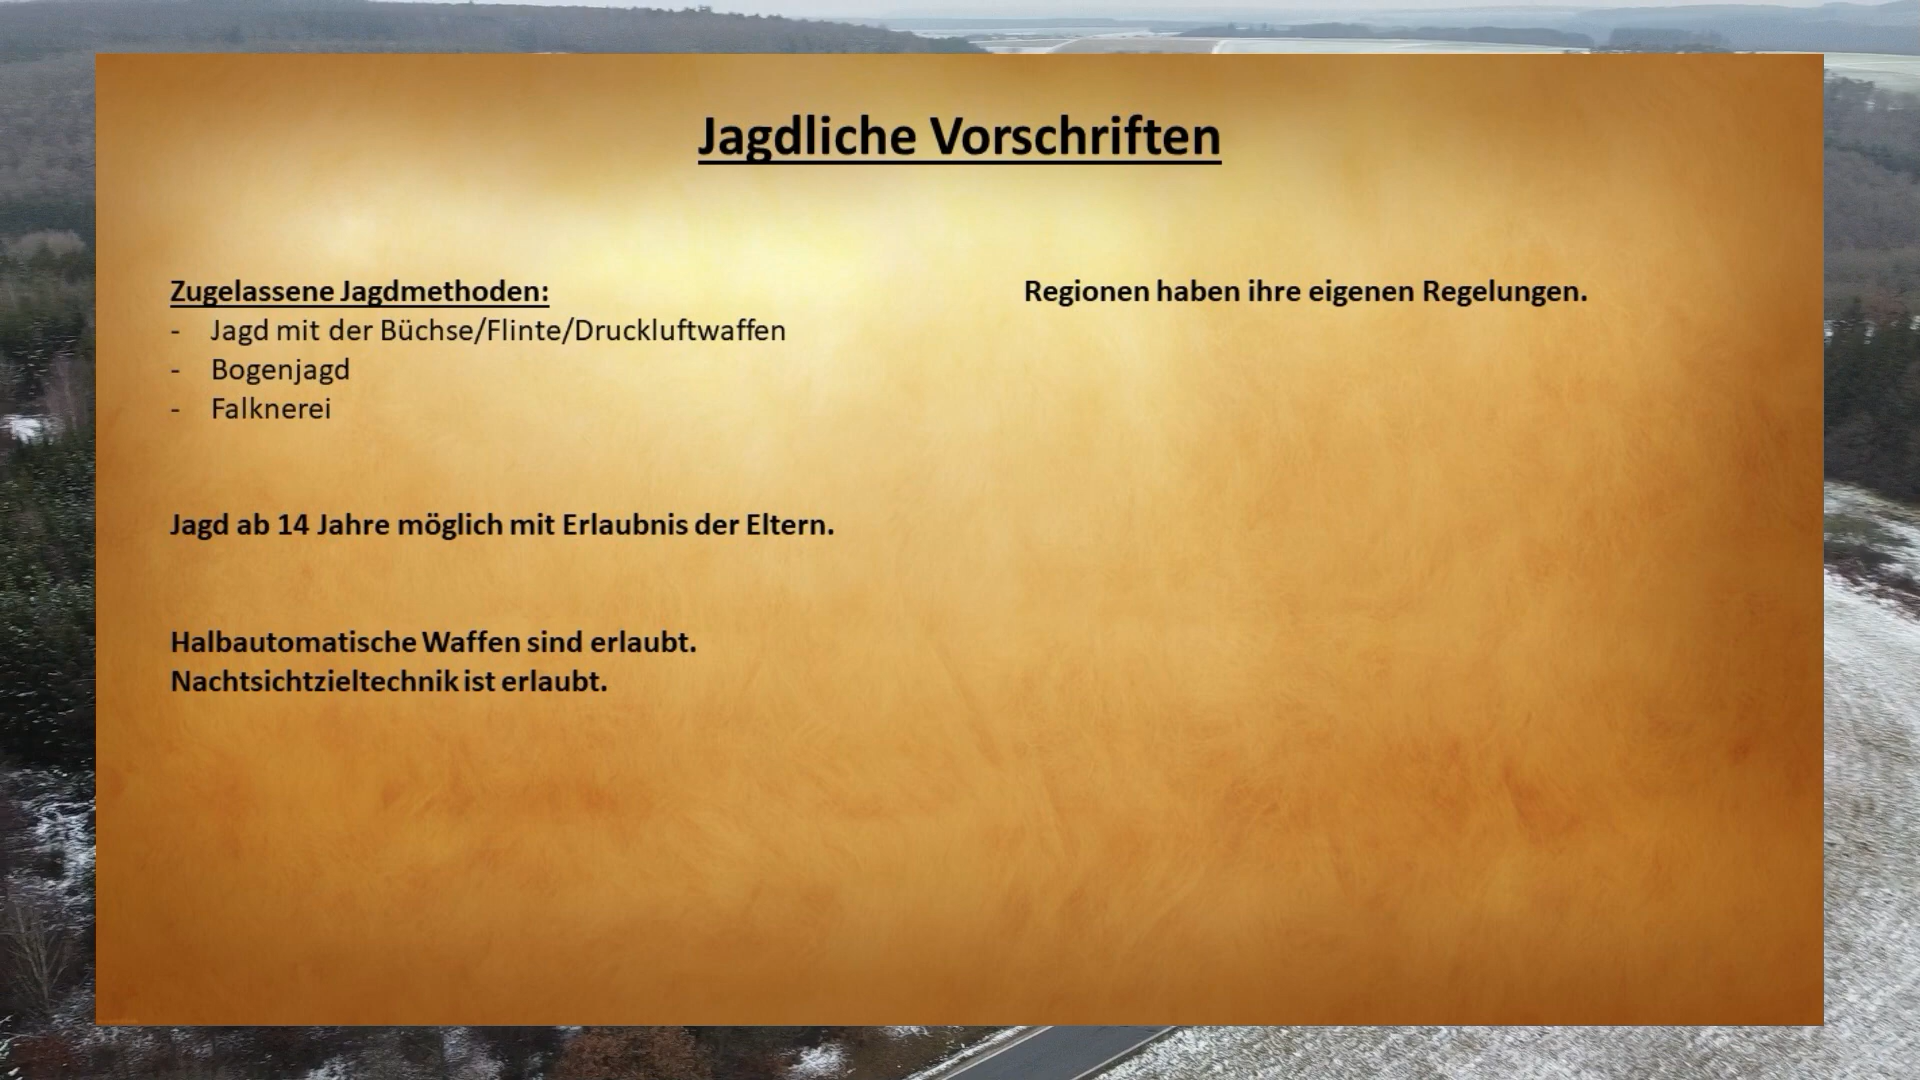 Jagdliche Vorschriften
Zugelassene Jagdmethoden:
- Jagd mit der Büchse/Flinte/Druckluftwaffen
- Bogenjagd
- Falknerei
Jagd ab 14 Jahre möglich mit Erlaubnis der Eltern.
Halbautomatische Waffen sind erlaubt.
Nachtsichtzieltechnik ist erlaubt.
Regionen haben ihre eigenen Regelungen.